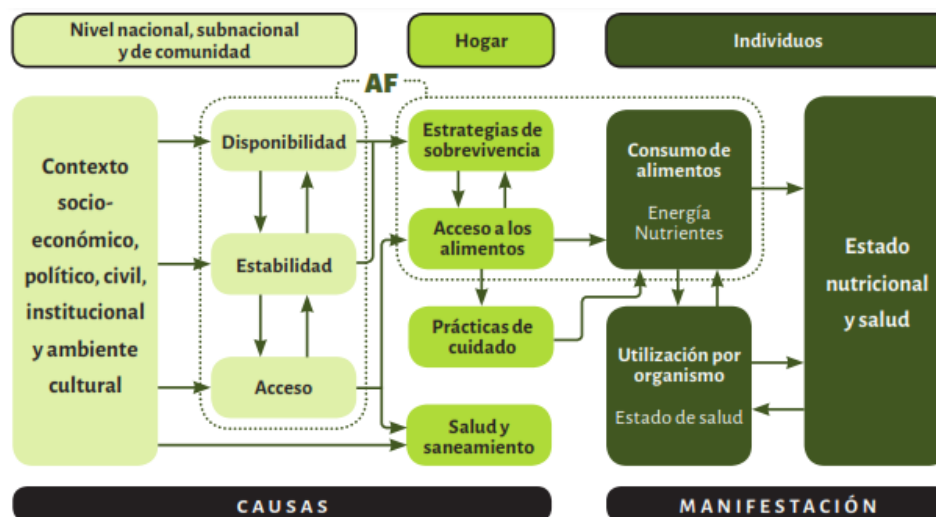 Nivel nacional, subnacional
y de comunidad
Hogar
Individuos
AF
Contexto
socio-
económico,
político, civil,
institucional
y ambiente
cultural
Disponibilidad
Estabilidad
Acceso
Estrategias de
sobrevivencia
Acceso a los
alimentos
Prácticas de
cuidado
Salud y
saneamiento
Consumo de
alimentos
Energía
Nutrientes
Utilización por
organismo
Estado de salud
Estado
nutricional
y salud
CAUSAS
MANIFESTACIÓN